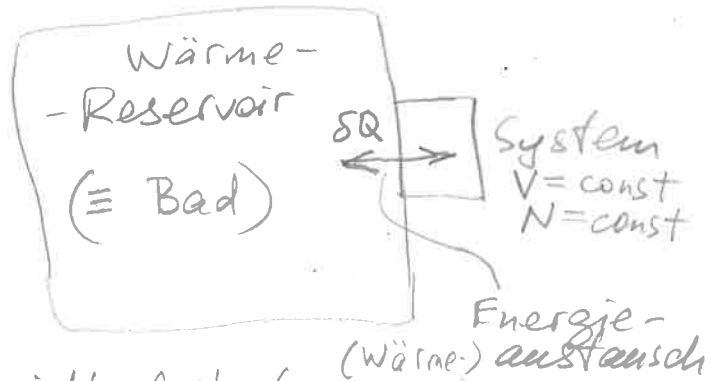 Wärme-
-Reservoir
(≡ Bad)
δQ
System
V=const
N=const
Energie-
(Wärme-) austausch